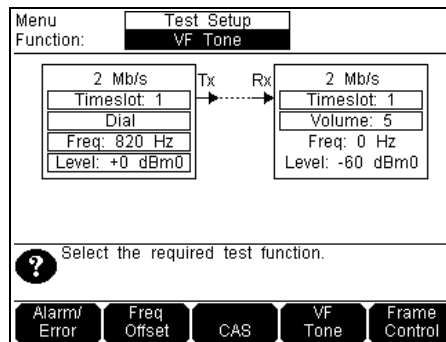 Menu Test Setup
Function: VF Tone
2 Mb/s
Timeslot: 1
Dial
Freq: 820 Hz
Level: +0 dBm0
Tx Rx
2 Mb/s
Timeslot: 1
Volume: 5
Freq: 0 Hz
Level: -60 dBm0
? Select the required test function.
Alarm/
Error
Freq
Offset
CAS
VF
Tone
Frame
Control